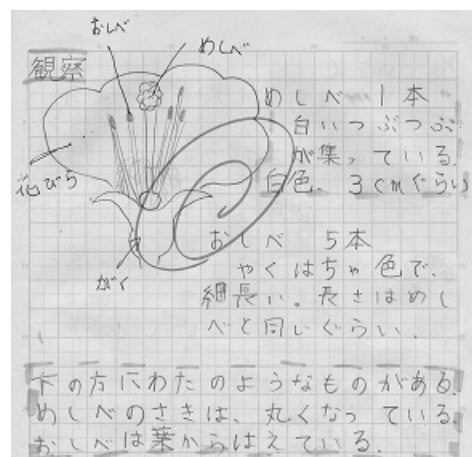 おしべ
めしべ
観察
花びら
がく
めしべ 1本
白いつぶつぶ
が集っている。
白色。3cmぐらい
おしべ 5本
やくはちゃ色で、
細長い。長さはめし
べと同じぐらい。
下の方にわたのようなものがある。
めしべのさきは、丸くなっている。
おしべは葉からはえている。